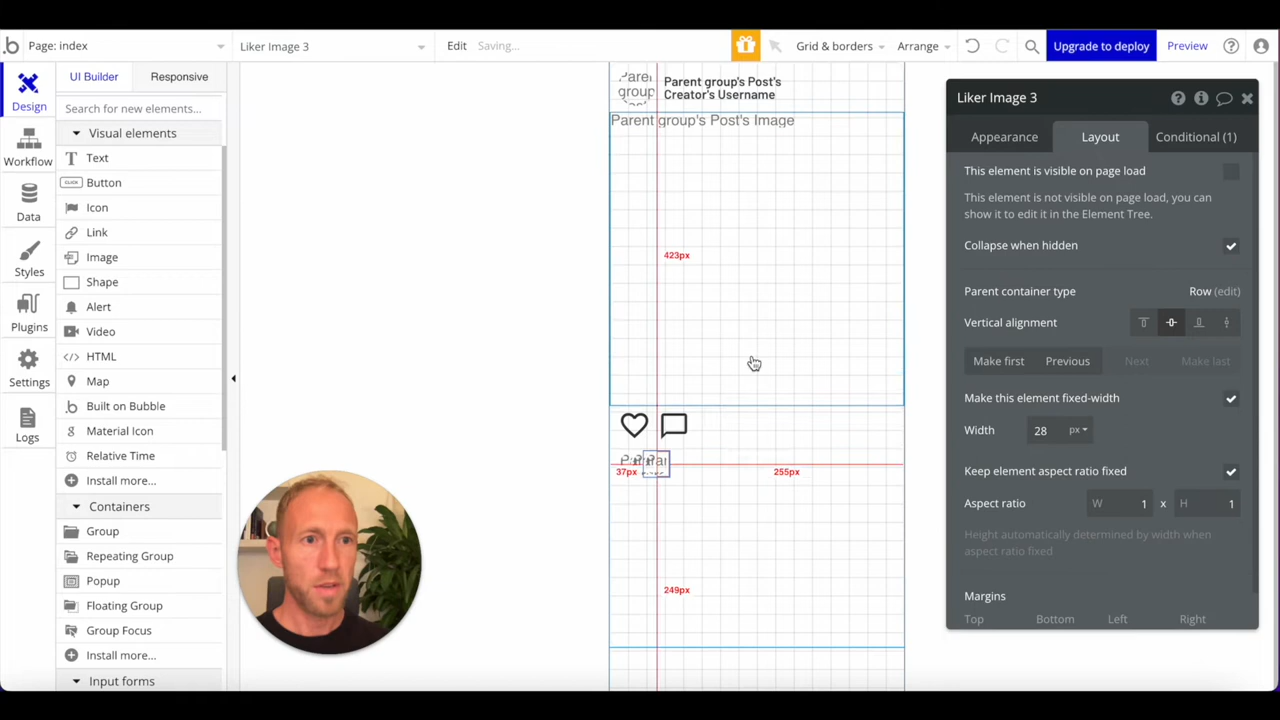 b Page: index Liker Image 3 Edit Saving... Grid & borders Arrange Upgrade to deploy Preview
UI Builder Responsive
Design
Search for new elements...
Visual elements
Text
Button
Icon
Link
Image
Shape
Alert
Video
HTML
Map
Built on Bubble
Material Icon
Relative Time
Install more...
Containers
Group
Repeating Group
Popup
Floating Group
Group Focus
Install more...
Input forms
Workflow
Data
Styles
Plugins
Settings
Logs
CLICK
Parent group's Post's
Creator's Username
Parent group's Post's Image
423px
37px
255px
249px
Liker Image 3
Appearance Layout Conditional (1)
This element is visible on page load
This element is not visible on page load, you can
show it to edit it in the Element Tree.
Collapse when hidden
Parent container type Row (edit)
Vertical alignment
Make first Previous Next Make last
Make this element fixed-width
Width 28 px
Keep element aspect ratio fixed
Aspect ratio W 1 x H 1
Height automatically determined by width when
aspect ratio fixed
Margins
Top Bottom Left Right